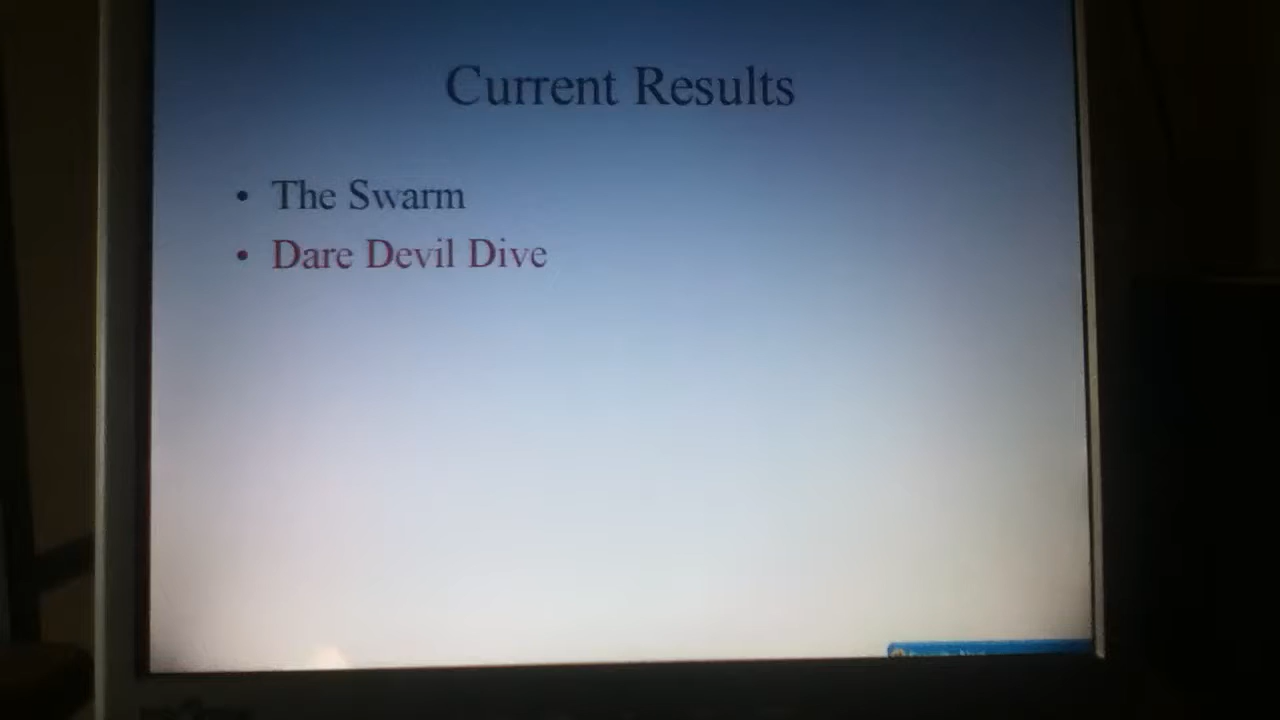 Current Results
• The Swarm
• Dare Devil Dive